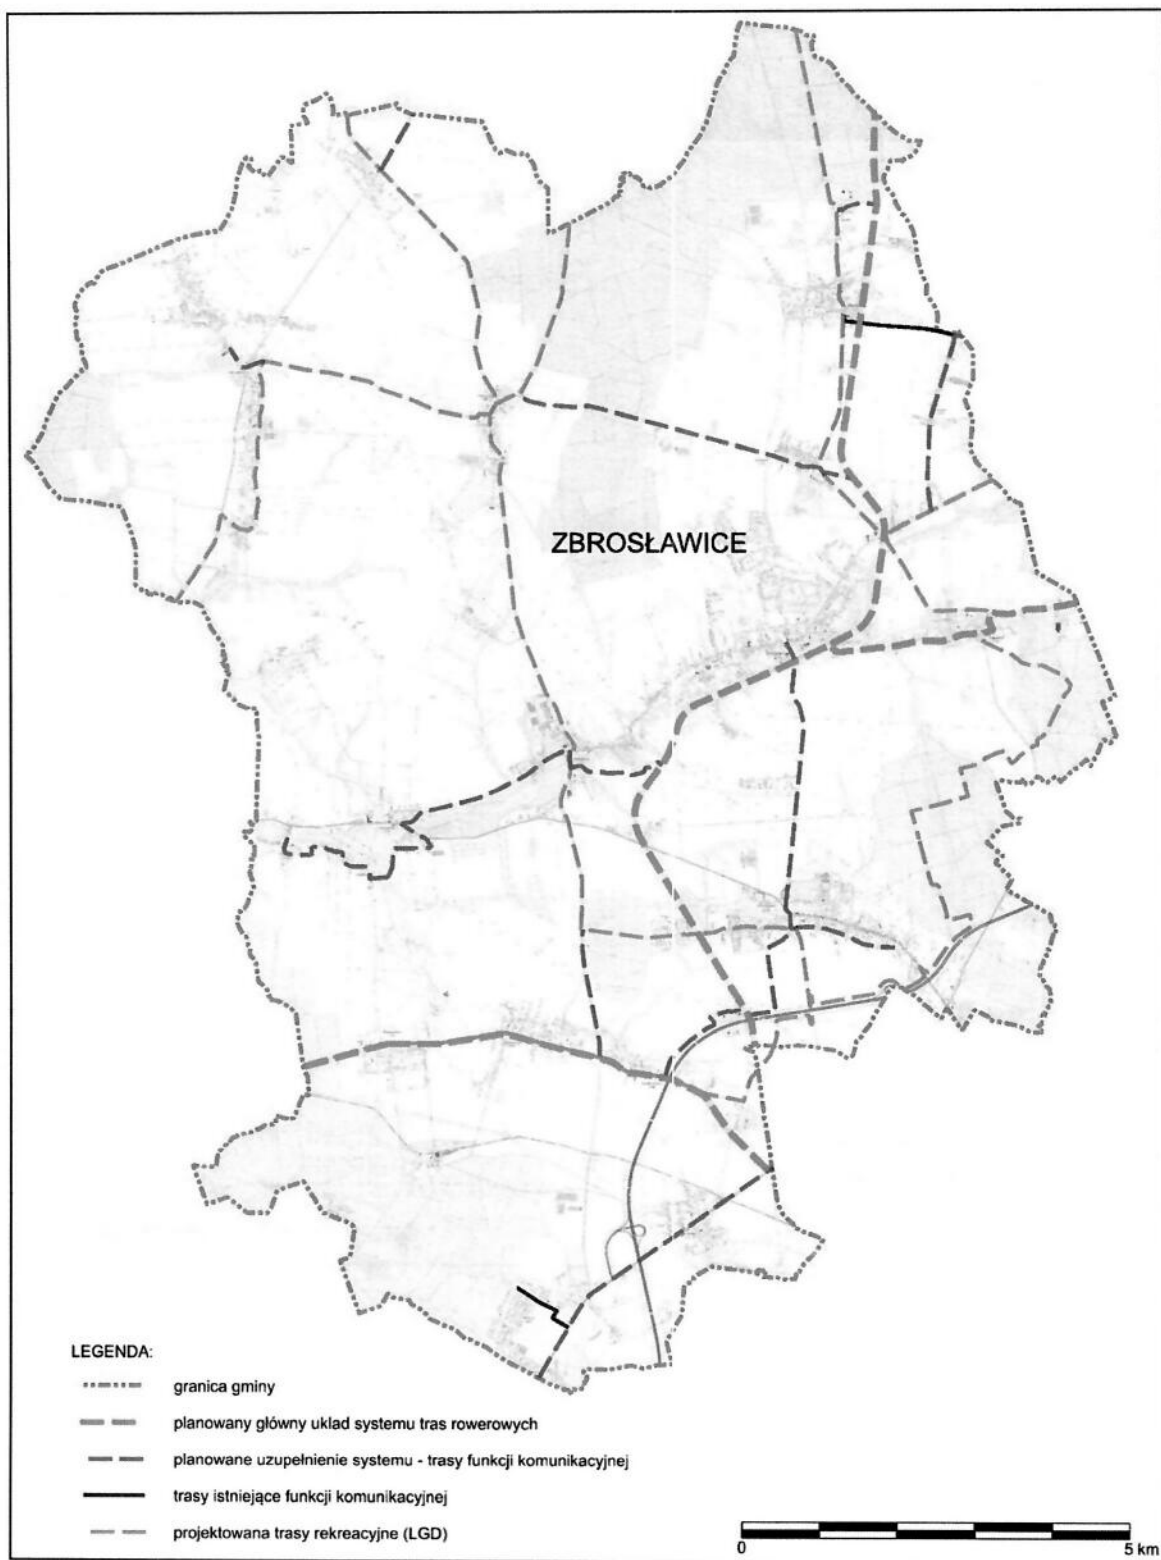 ZBROSŁAWICE
LEGENDA:
granica gminy
planowany główny układ systemu tras rowerowych
planowane uzupełnienie systemu - trasy funkcji komunikacyjnej
trasy istniejące funkcji komunikacyjnej
projektowana trasy rekreacyjne (LGD)
0 5 km